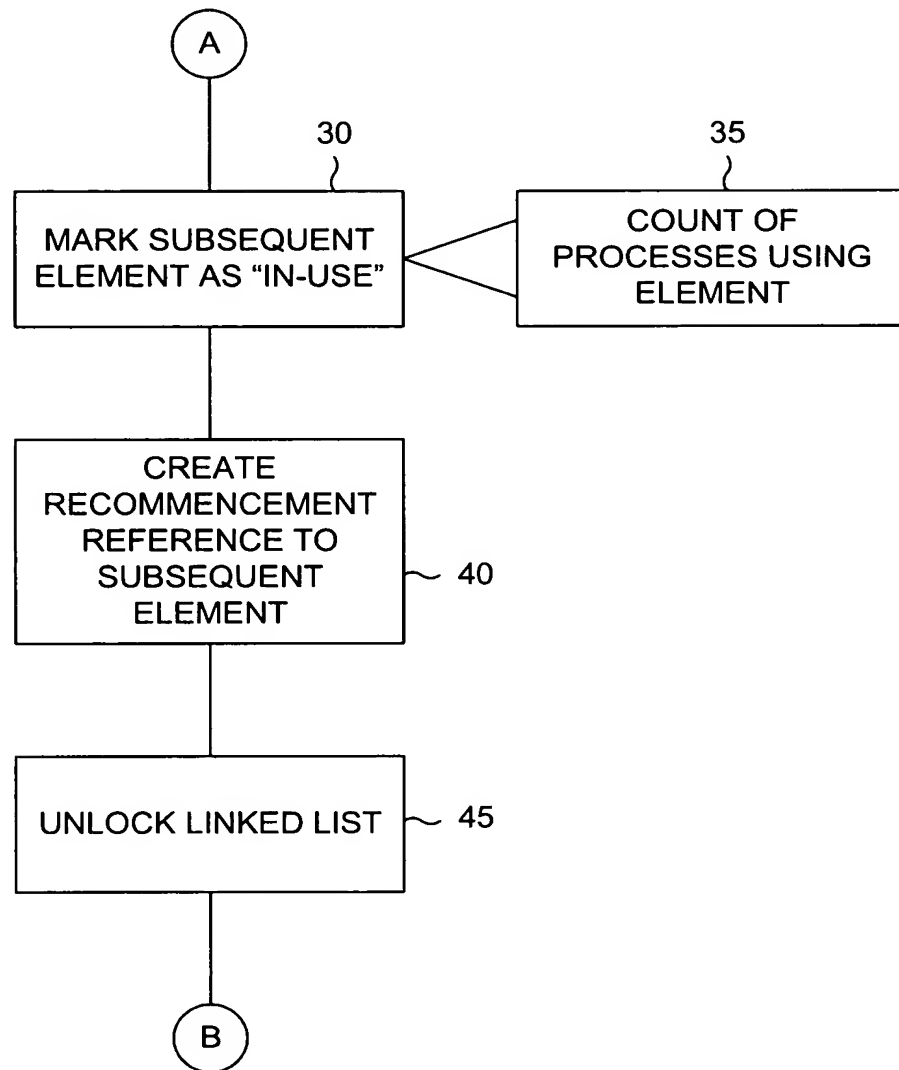 A
30
35
MARK SUBSEQUENT
ELEMENT AS “IN-USE”
COUNT OF
PROCESSES USING
ELEMENT
CREATE
RECOMMENCEMENT
REFERENCE TO
SUBSEQUENT
ELEMENT
40
UNLOCK LINKED LIST
45
B